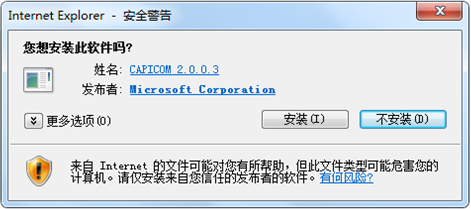 Internet Explorer - 安全警告
您想安装此软件吗?
姓名: CAPICOM 2.0.0.3
发布者: Microsoft Corporation
更多选项(O) 安装(I) 不安装(D)
来自 Internet 的文件可能对您有所帮助，但此文件类型可能危害您的
计算机。请仅安装来自您信任的发布者的软件。有何风险?